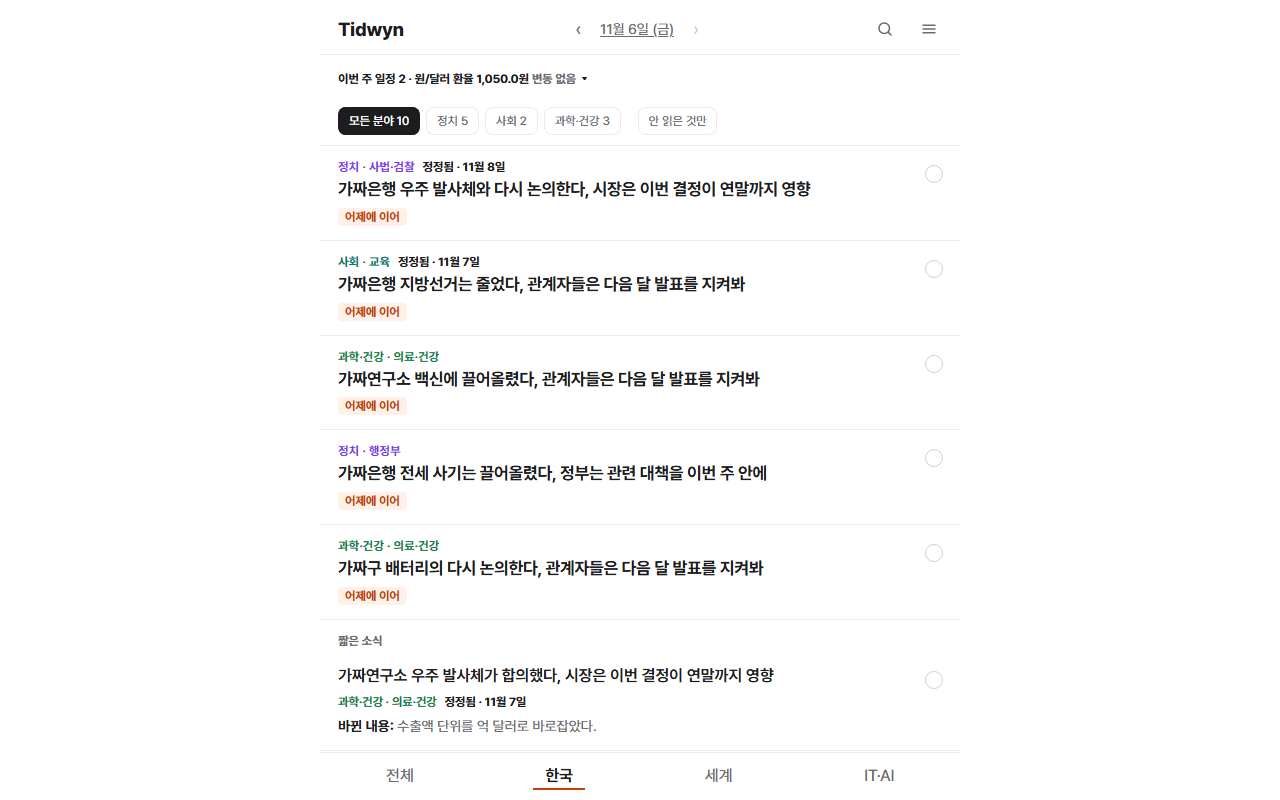 Tidwyn
‹ 11월 6일 (금) ›
이번 주 일정 2 · 원/달러 환율 1,050.0원 변동 없음
모든 분야 10 정치 5 사회 2 과학·건강 3 안 읽은 것만
정치 · 사법·검찰 정정됨 · 11월 8일
가짜은행 우주 발사체와 다시 논의한다, 시장은 이번 결정이 연말까지 영향
어제에 이어
사회 · 교육 정정됨 · 11월 7일
가짜은행 지방선거는 줄었다, 관계자들은 다음 달 발표를 지켜봐
어제에 이어
과학·건강 · 의료·건강
가짜연구소 백신에 끌어올렸다, 관계자들은 다음 달 발표를 지켜봐
어제에 이어
정치 · 행정부
가짜은행 전세 사기는 끌어올렸다, 정부는 관련 대책을 이번 주 안에
어제에 이어
과학·건강 · 의료·건강
가짜구 배터리의 다시 논의한다, 관계자들은 다음 달 발표를 지켜봐
어제에 이어
짧은 소식
가짜연구소 우주 발사체가 합의했다, 시장은 이번 결정이 연말까지 영향
과학·건강 · 의료·건강 정정됨 · 11월 7일
바뀐 내용: 수출액 단위를 억 달러로 바로잡았다.
전체 한국 세계 IT·AI